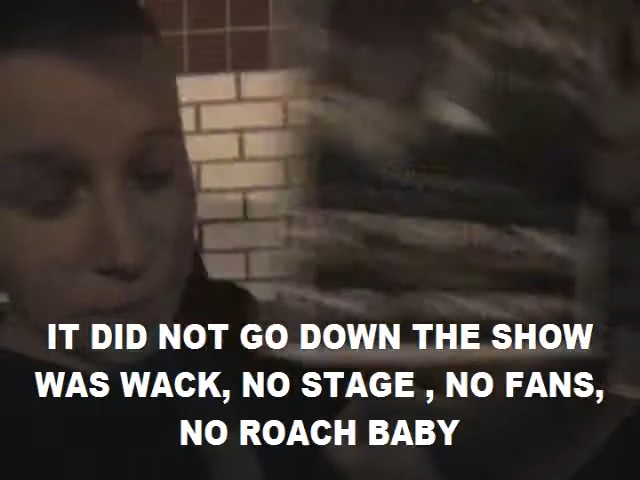 IT DID NOT GO DOWN THE SHOW
WAS WACK, NO STAGE , NO FANS,
NO ROACH BABY